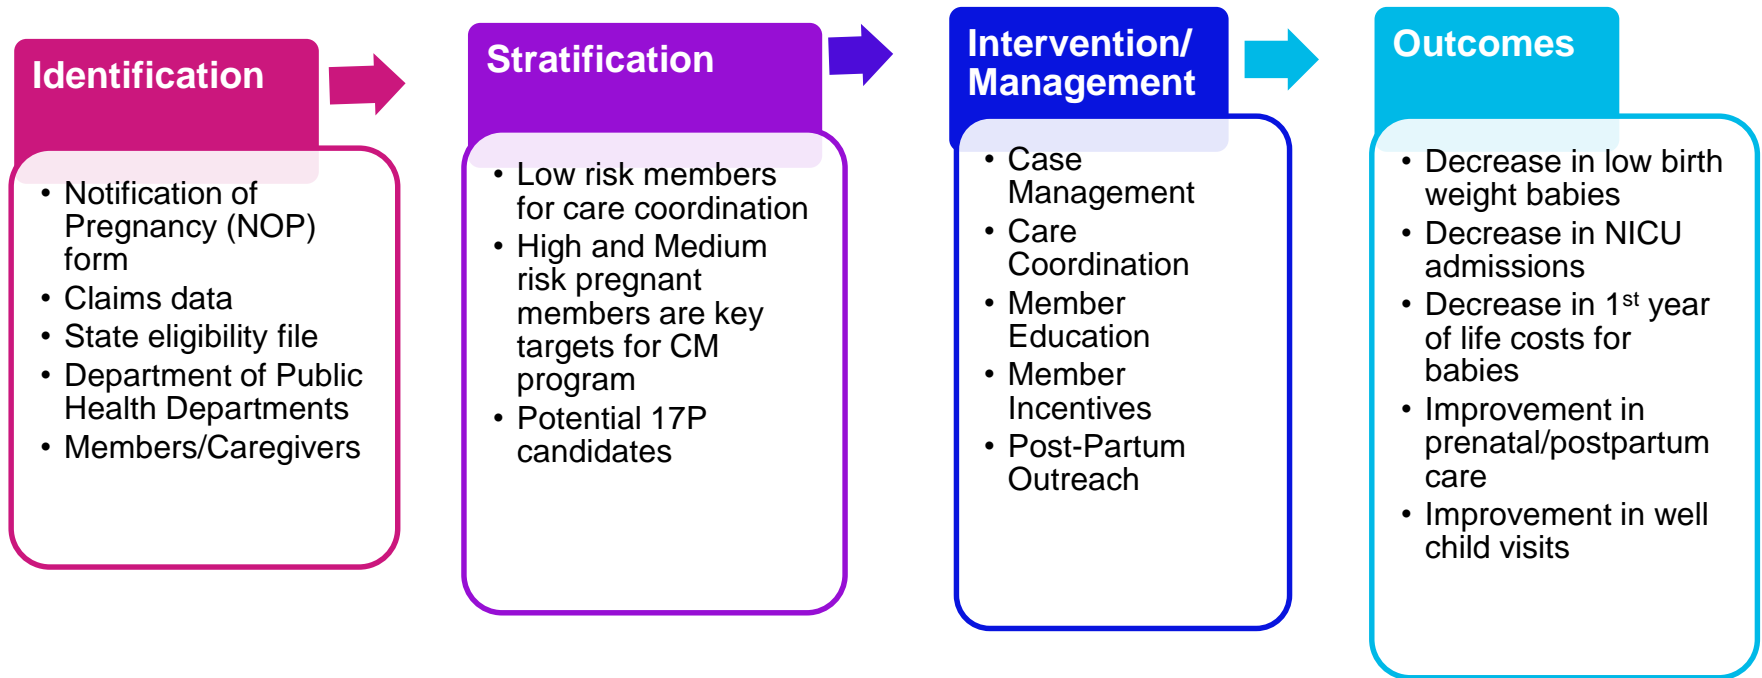 Identification
• Notification of
Pregnancy (NOP)
form
• Claims data
• State eligibility file
• Department of Public
Health Departments
• Members/Caregivers
Stratification
• Low risk members
for care coordination
• High and Medium
risk pregnant
members are key
targets for CM
program
• Potential 17P
candidates
Intervention/
Management
• Case
Management
• Care
Coordination
• Member
Education
• Member
Incentives
• Post-Partum
Outreach
Outcomes
• Decrease in low birth
weight babies
• Decrease in NICU
admissions
• Decrease in 1st year
of life costs for
babies
• Improvement in
prenatal/postpartum
care
• Improvement in well
child visits